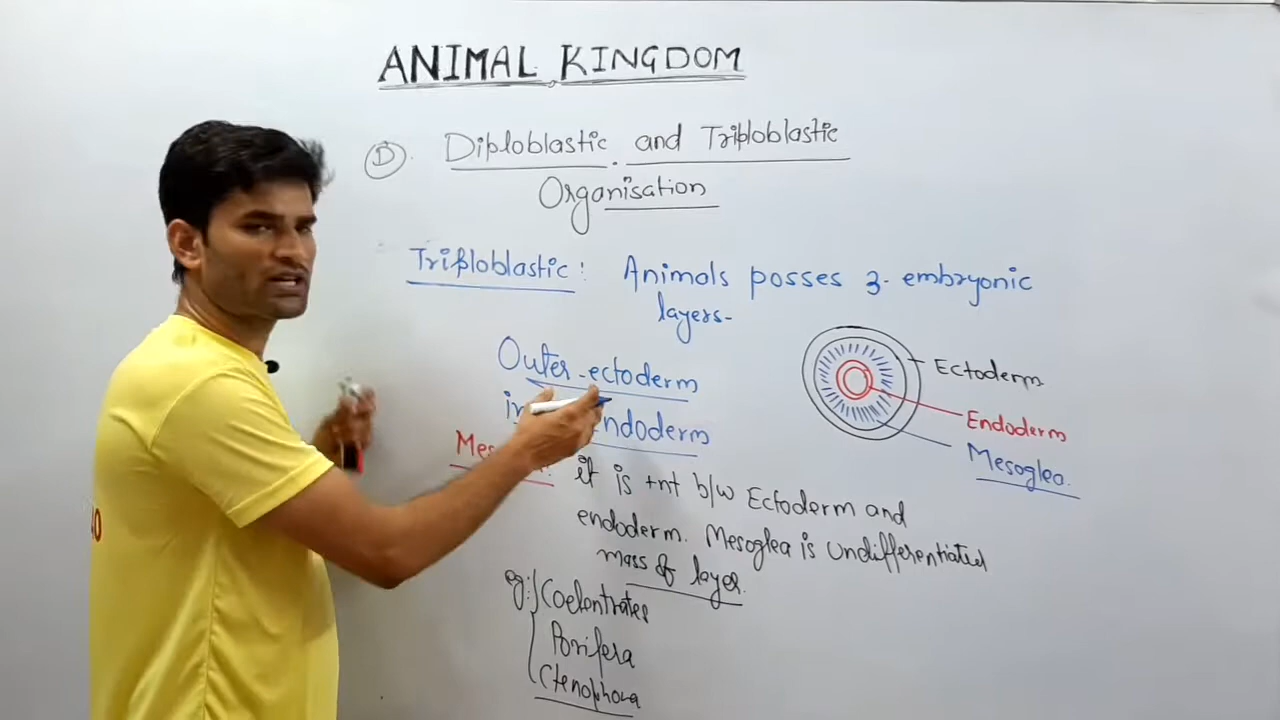 ANIMAL KINGDOM
D. Diploblastic and Triploblastic
Organisation
Triploblastic: Animals posses 3. embryonic
layers-
Outer-ectoderm
endoderm
it is +nt b/w Ectoderm and
endoderm. Mesoglea is undifferentiated
mass of layer.
eg: Coelentrates
Porifera
Ctenophora
Ectoderm
Endoderm
Mesoglea